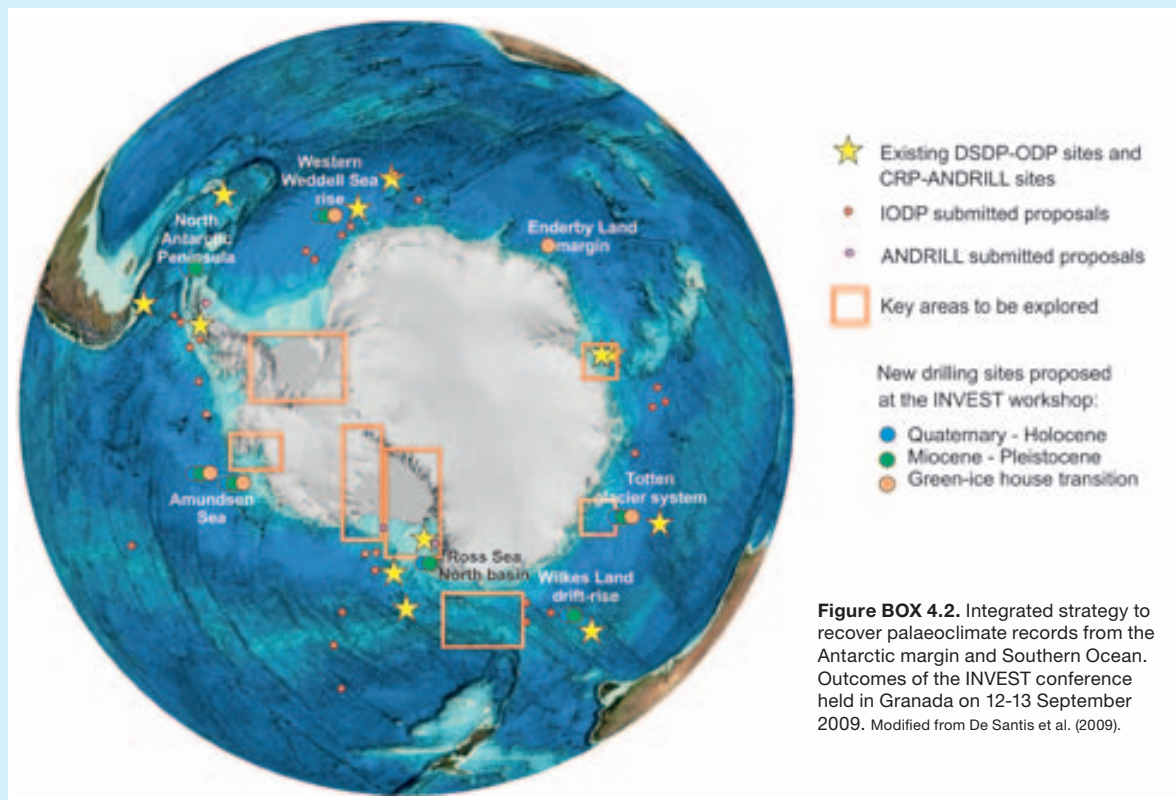 Western
Weddell Sea
rise
North
Antarctic
Peninsula
Enderby Land
margin
Amundsen
Sea
Totten
glacier system
Ross Sea
North basin
Wilkes Land
drift-rise
Existing DSDP-ODP sites and
CRP-ANDRILL sites
IODP submitted proposals
ANDRILL submitted proposals
Key areas to be explored
New drilling sites proposed
at the INVEST workshop:
Quaternary - Holocene
Miocene - Pleistocene
Green-ice house transition
Figure BOX 4.2. Integrated strategy to
recover palaeoclimate records from the
Antarctic margin and Southern Ocean.
Outcomes of the INVEST conference
held in Granada on 12-13 September
2009. Modified from De Santis et al. (2009).